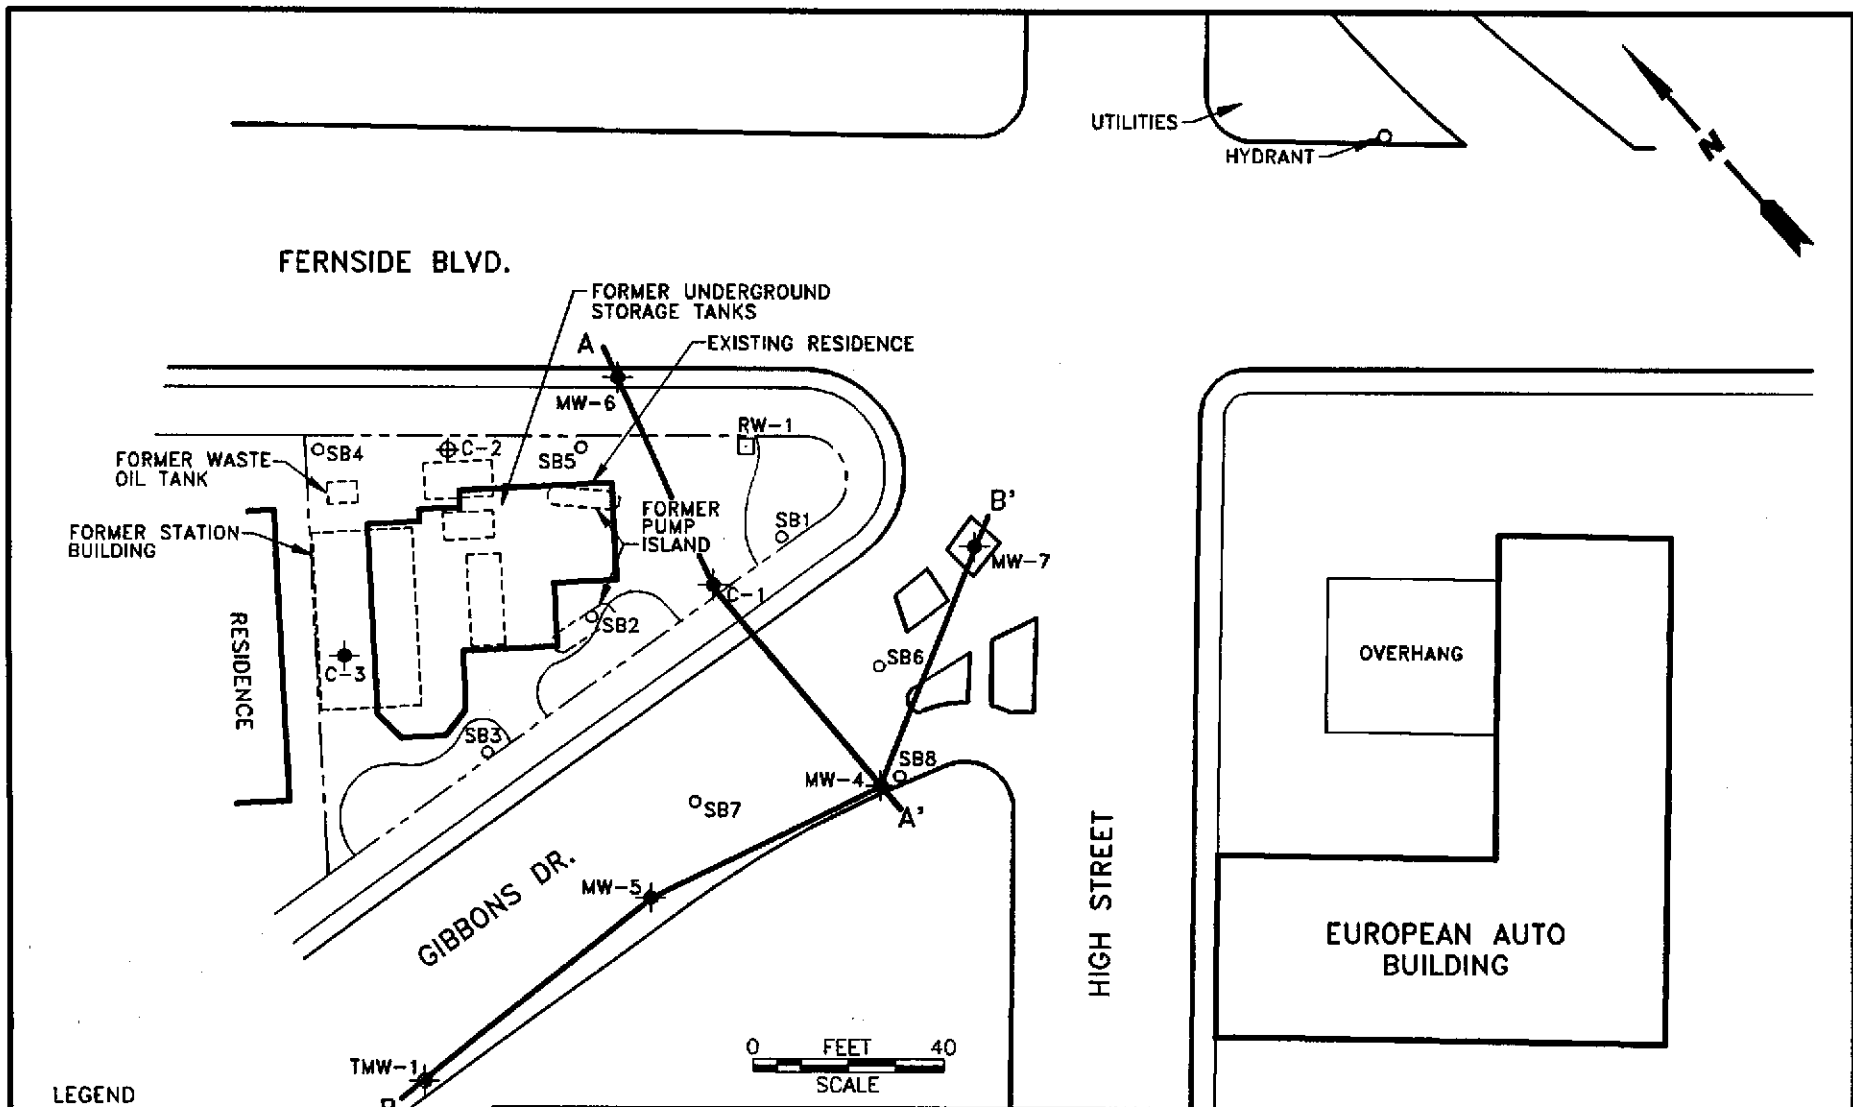 UTILITIES
HYDRANT
N
FERNSIDE BLVD.
FORMER UNDERGROUND
STORAGE TANKS
A
EXISTING RESIDENCE
MW-6
RW-1
SB4
C-2
SB5
FORMER WASTE
OIL TANK
FORMER STATION
BUILDING
FORMER
PUMP
ISLAND
SB1
B'
MW-7
C-1
SB2
RESIDENCE
C-3
SB6
OVERHANG
SB3
MW-4
SB8
A'
SB7
GIBBONS DR.
MW-5
HIGH STREET
EUROPEAN AUTO
BUILDING
0 FEET 40
SCALE
TMW-1
LEGEND